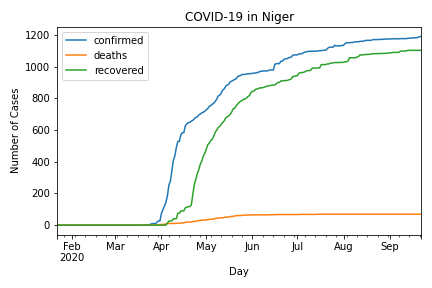 COVID-19 in Niger
confirmed
deaths
recovered
Number of Cases
1200
1000
800
600
400
200
0
Feb Mar Apr May Jun Jul Aug Sep
2020
Day